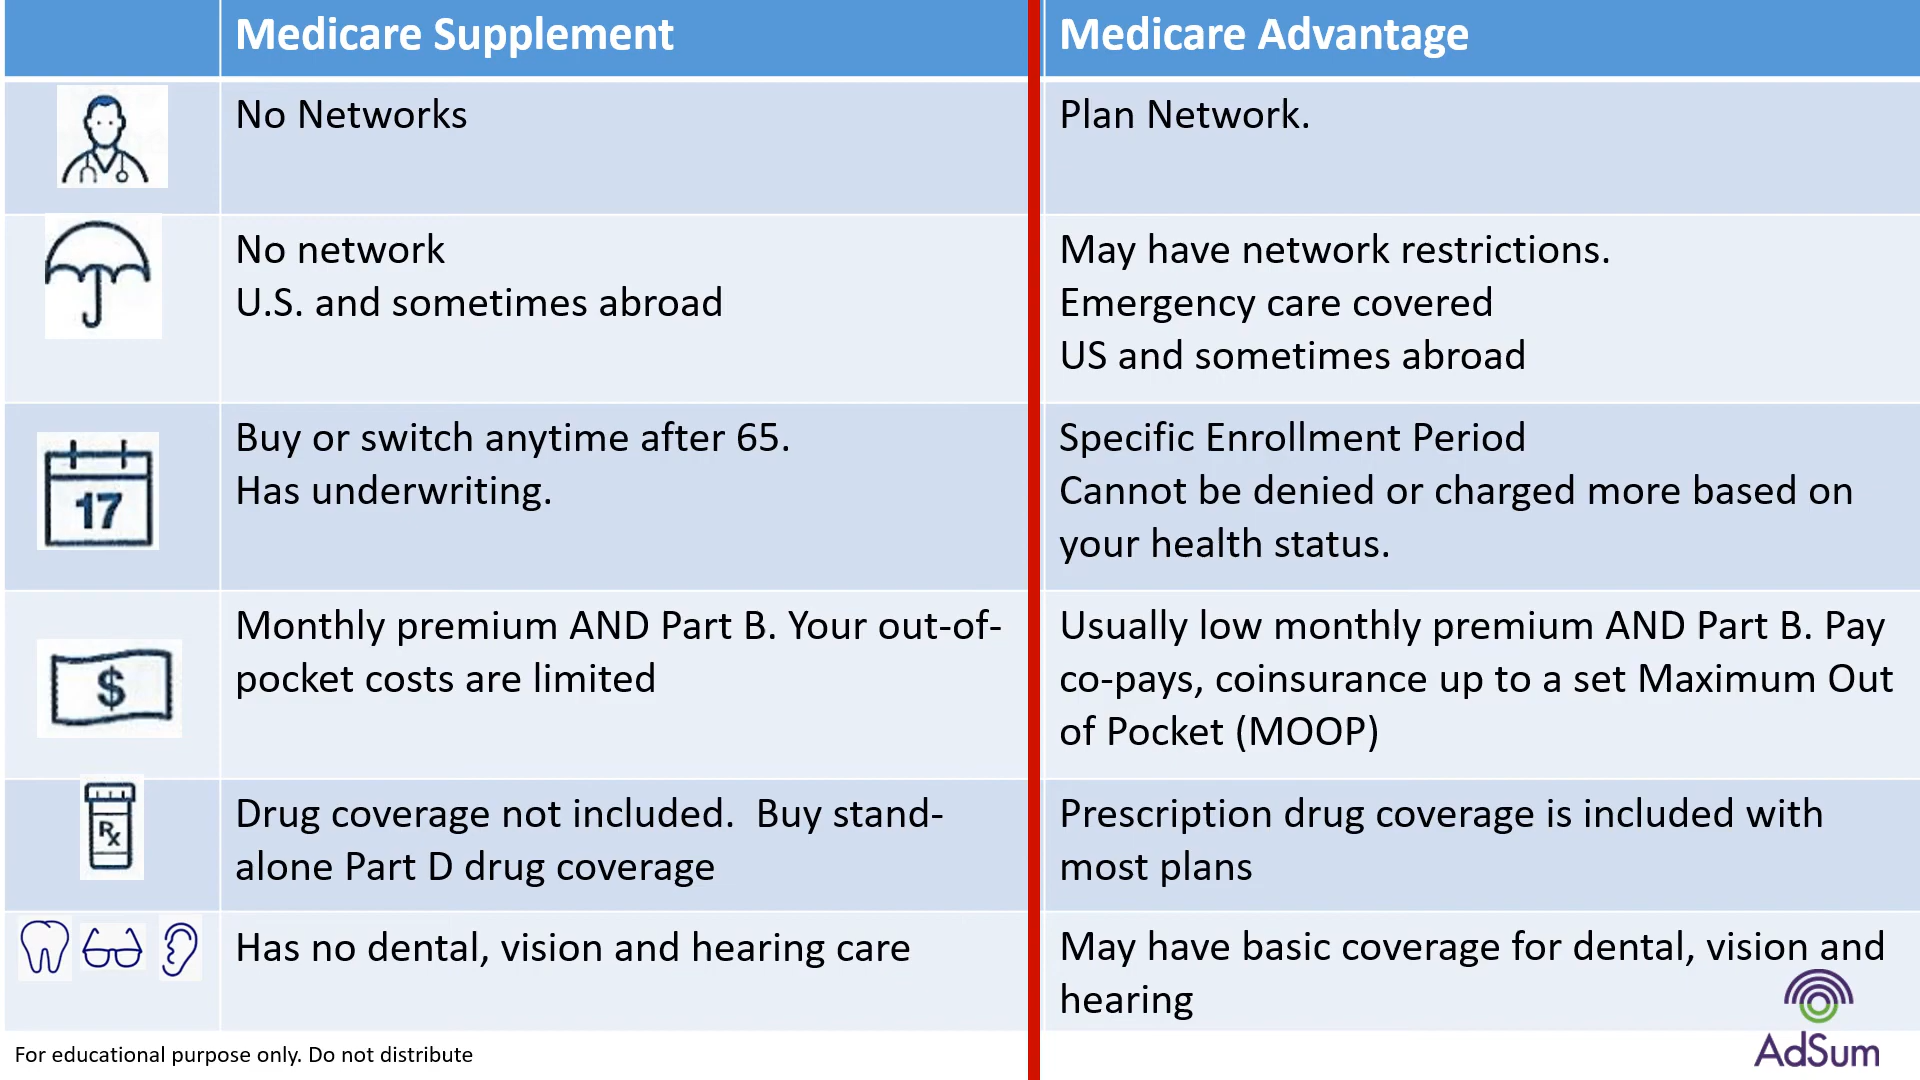 Medicare Supplement
Medicare Advantage
No Networks
Plan Network.
No network
U.S. and sometimes abroad
May have network restrictions.
Emergency care covered
US and sometimes abroad
17
Buy or switch anytime after 65.
Has underwriting.
Specific Enrollment Period
Cannot be denied or charged more based on
your health status.
$
Monthly premium AND Part B. Your out-of-
pocket costs are limited
Usually low monthly premium AND Part B. Pay
co-pays, coinsurance up to a set Maximum Out
of Pocket (MOOP)
Rx
Drug coverage not included.  Buy stand-
alone Part D drug coverage
Prescription drug coverage is included with
most plans
Has no dental, vision and hearing care
May have basic coverage for dental, vision and
hearing
For educational purpose only. Do not distribute
AdSum